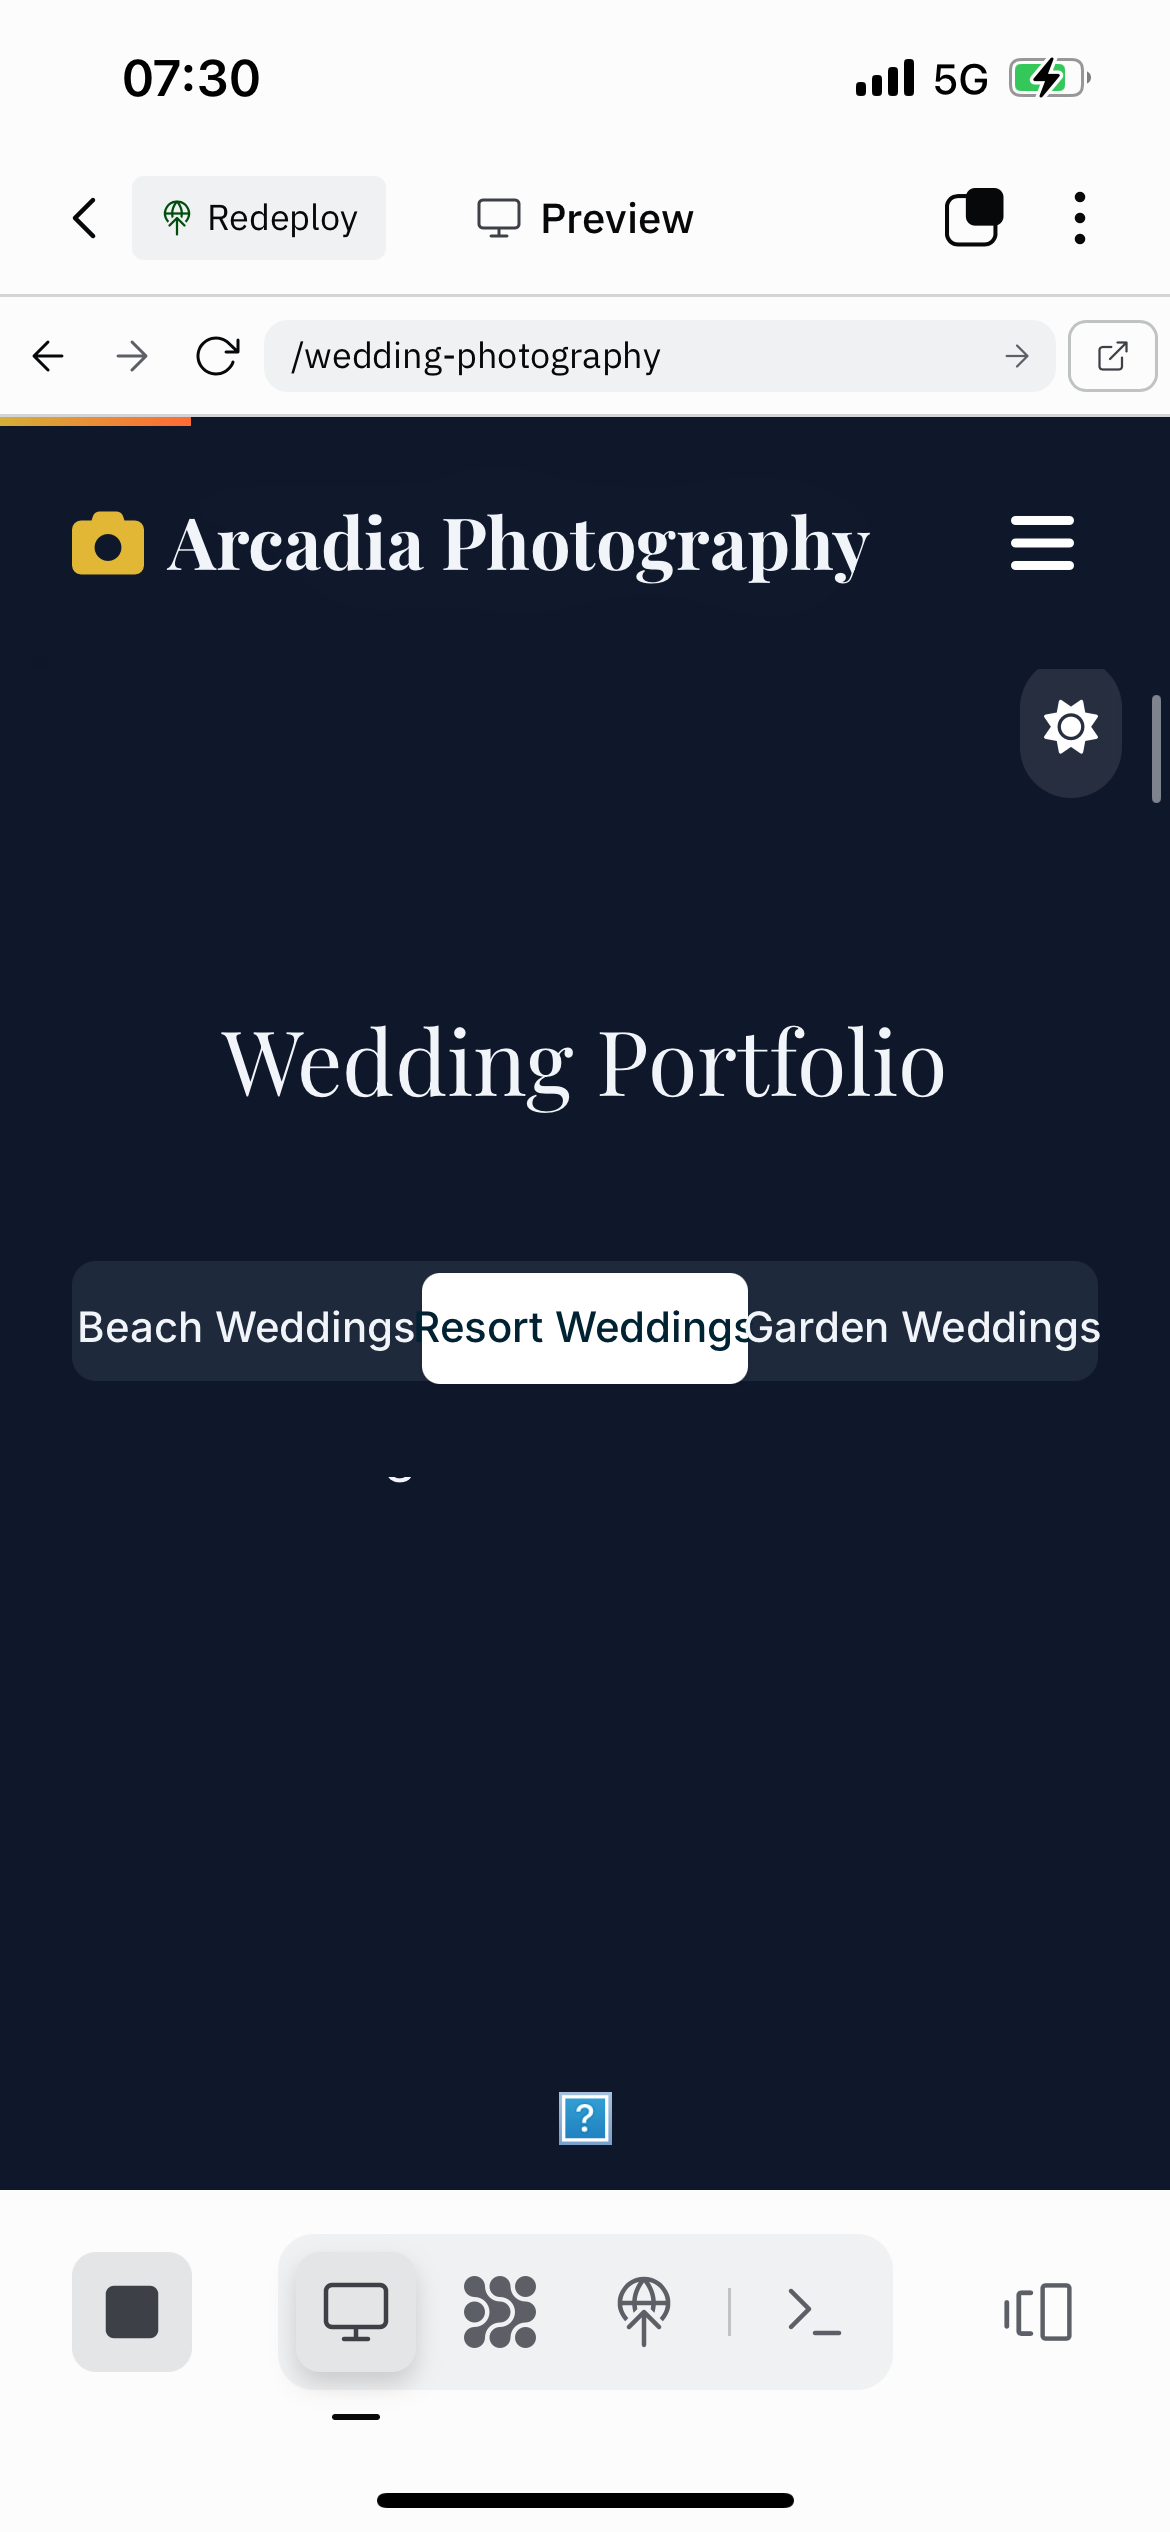 07:30 5G
Redeploy Preview
/wedding-photography
Arcadia Photography
Wedding Portfolio
Beach Weddings Resort Weddings Garden Weddings
?